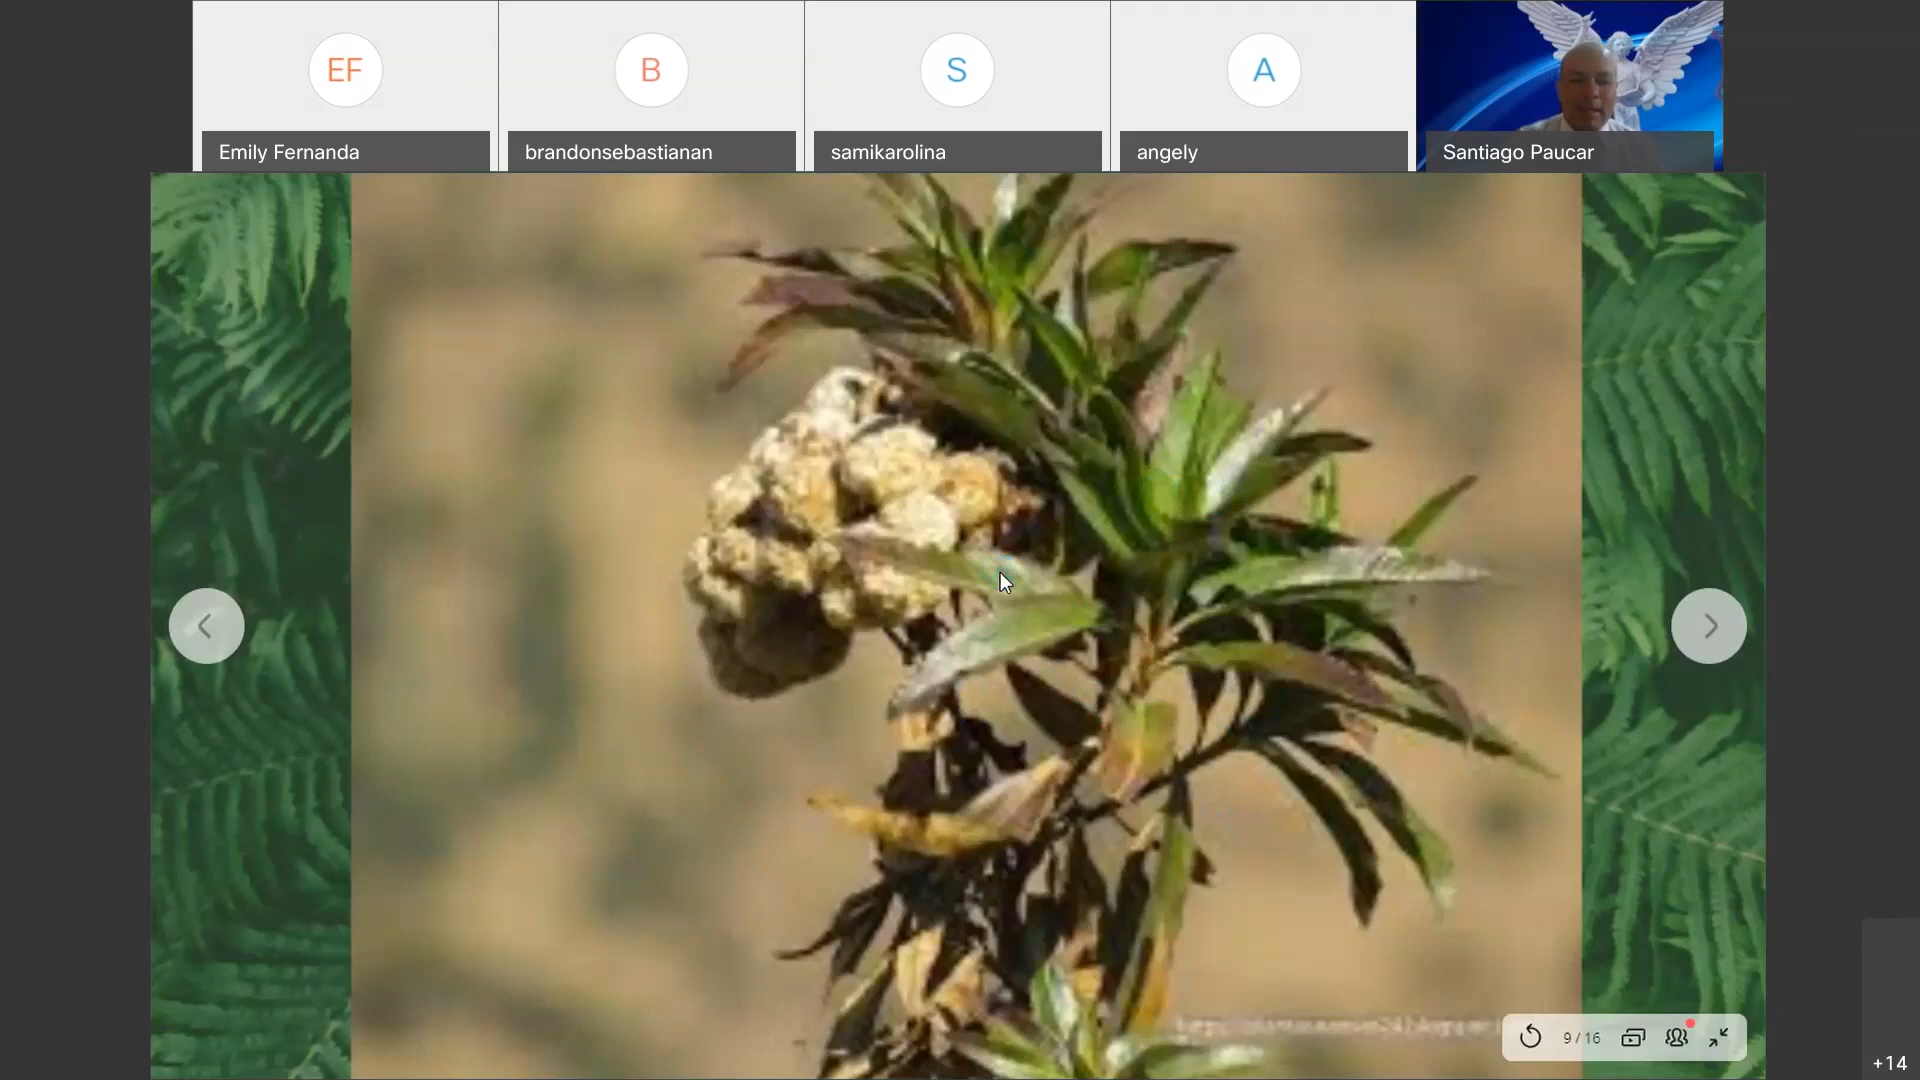 EF
B
S
A
Emily Fernanda
brandonsebastianan
samikarolina
angely
Santiago Paucar
9 / 16
+14